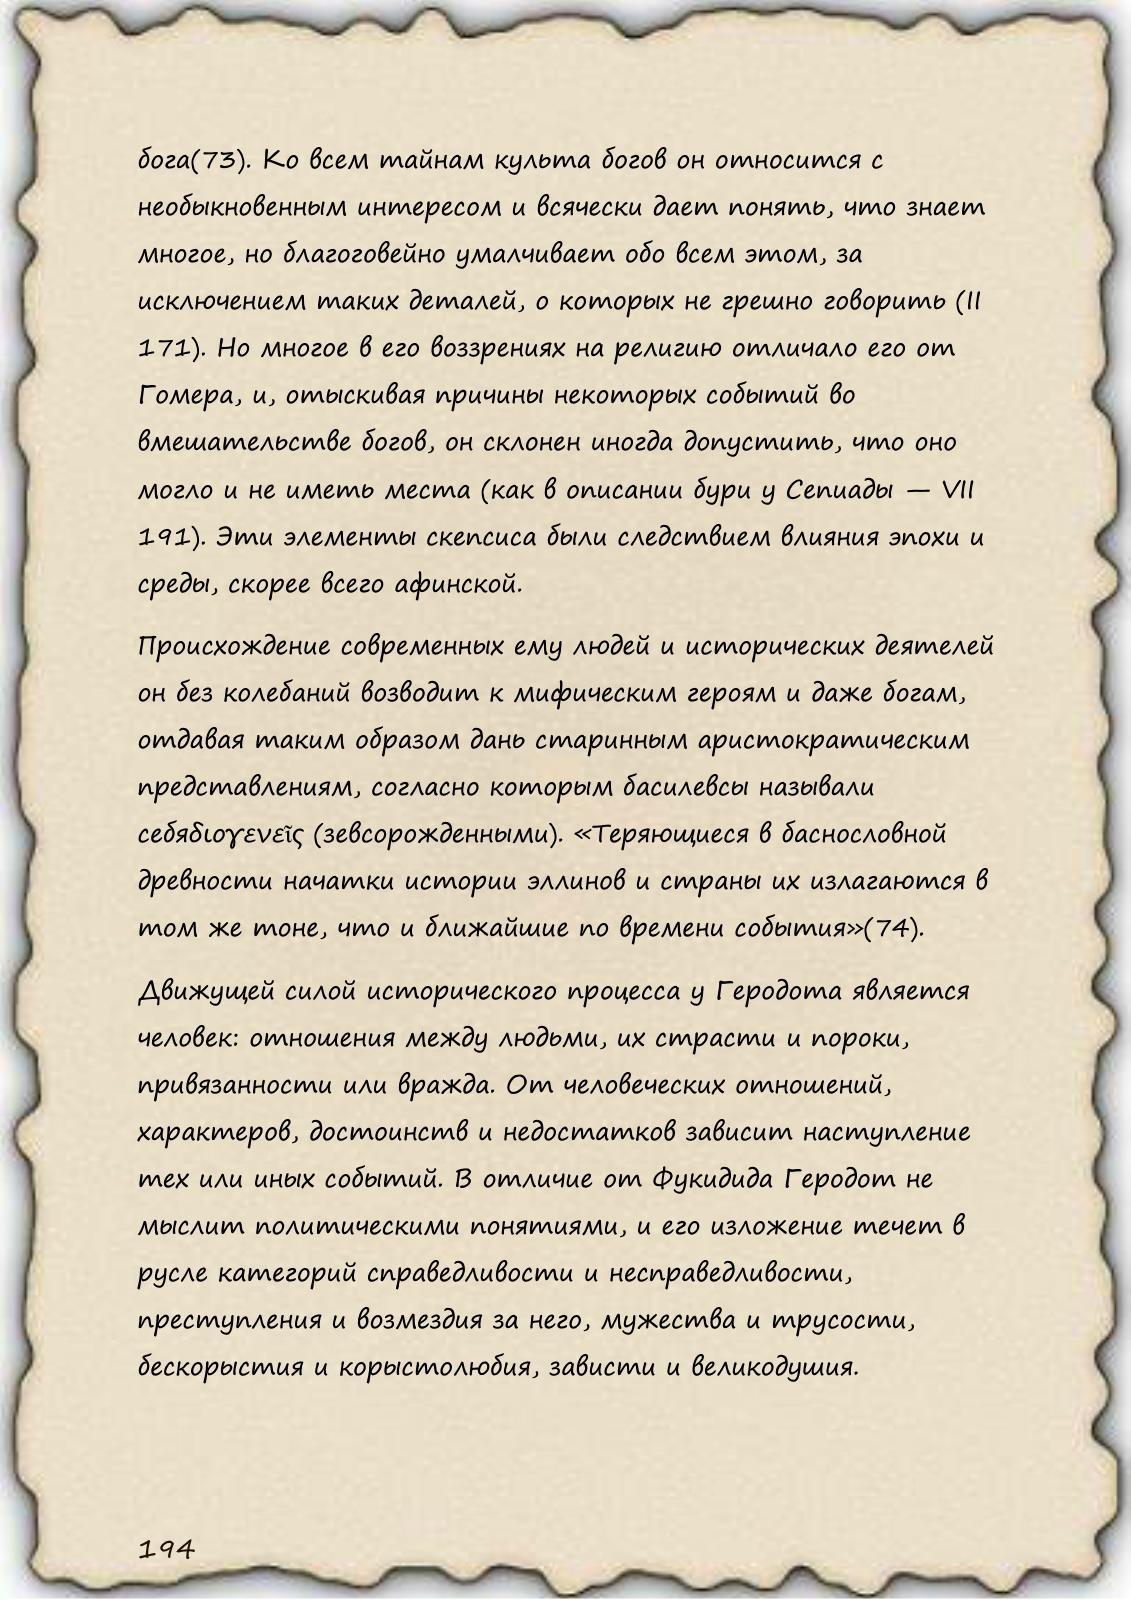 бога(73). Ко всем тайнам культа богов он относится с
необыкновенным интересом и всячески дает понять, что знает
многое, но благоговейно умалчивает обо всем этом, за
исключением таких деталей, о которых не грешно говорить (II
171). Но многое в его воззрениях на религию отличало его от
Гомера, и, отыскивая причины некоторых событий во
вмешательстве богов, он склонен иногда допустить, что оно
могло и не иметь места (как в описании бури у Сепиады — VII
191). Эти элементы скепсиса были следствием влияния эпохи и
среды, скорее всего афинской.
Происхождение современных ему людей и исторических деятелей
он без колебаний возводит к мифическим героям и даже богам,
отдавая таким образом дань старинным аристократическим
представлениям, согласно которым басилевсы называли
себяδιογενεῖς (зевсорожденными). «Теряющиеся в баснословной
древности начатки истории эллинов и страны их излагаются в
том же тоне, что и ближайшие по времени события»(74).
Движущей силой исторического процесса у Геродота является
человек: отношения между людьми, их страсти и пороки,
привязанности или вражда. От человеческих отношений,
характеров, достоинств и недостатков зависит наступление
тех или иных событий. В отличие от Фукидида Геродот не
мыслит политическими понятиями, и его изложение течет в
русле категорий справедливости и несправедливости,
преступления и возмездия за него, мужества и трусости,
бескорыстия и корыстолюбия, зависти и великодушия.
194